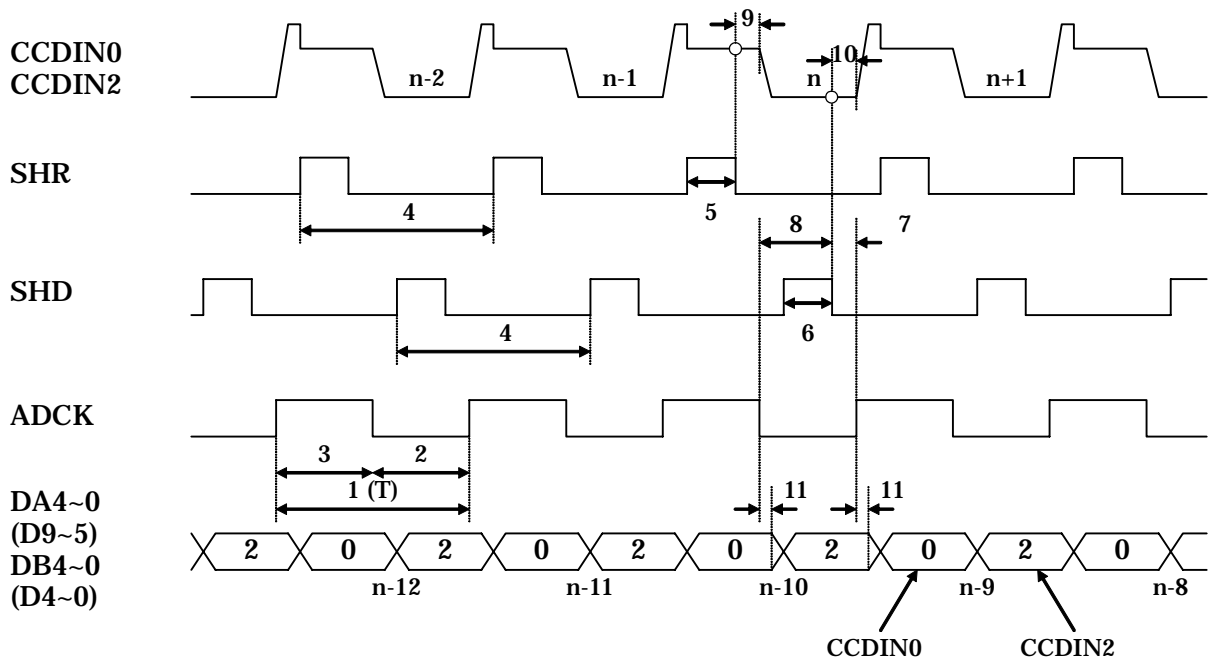 9
10
CCDIN0
CCDIN2
n-2
n-1
n
n+1
SHR
4
5
8
7
SHD
4
6
ADCK
3
2
1 (T)
11
11
DA4~0
(D9~5)
DB4~0
(D4~0)
2
0
2
0
2
0
2
0
2
0
n-12
n-11
n-10
n-9
n-8
CCDIN0
CCDIN2